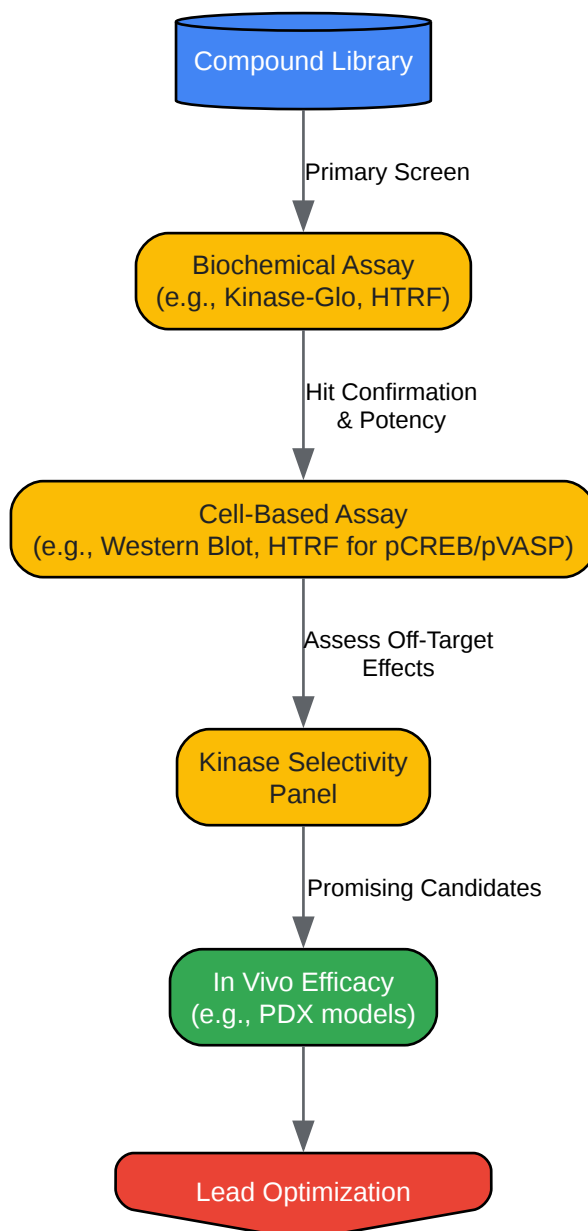 Compound Library
Primary Screen
Biochemical Assay
(e.g., Kinase-Glo, HTRF)
Hit Confirmation
& Potency
Cell-Based Assay
(e.g., Western Blot, HTRF for pCREB/pVASP)
Assess Off-Target
Effects
Kinase Selectivity
Panel
Promising Candidates
In Vivo Efficacy
(e.g., PDX models)
Lead Optimization